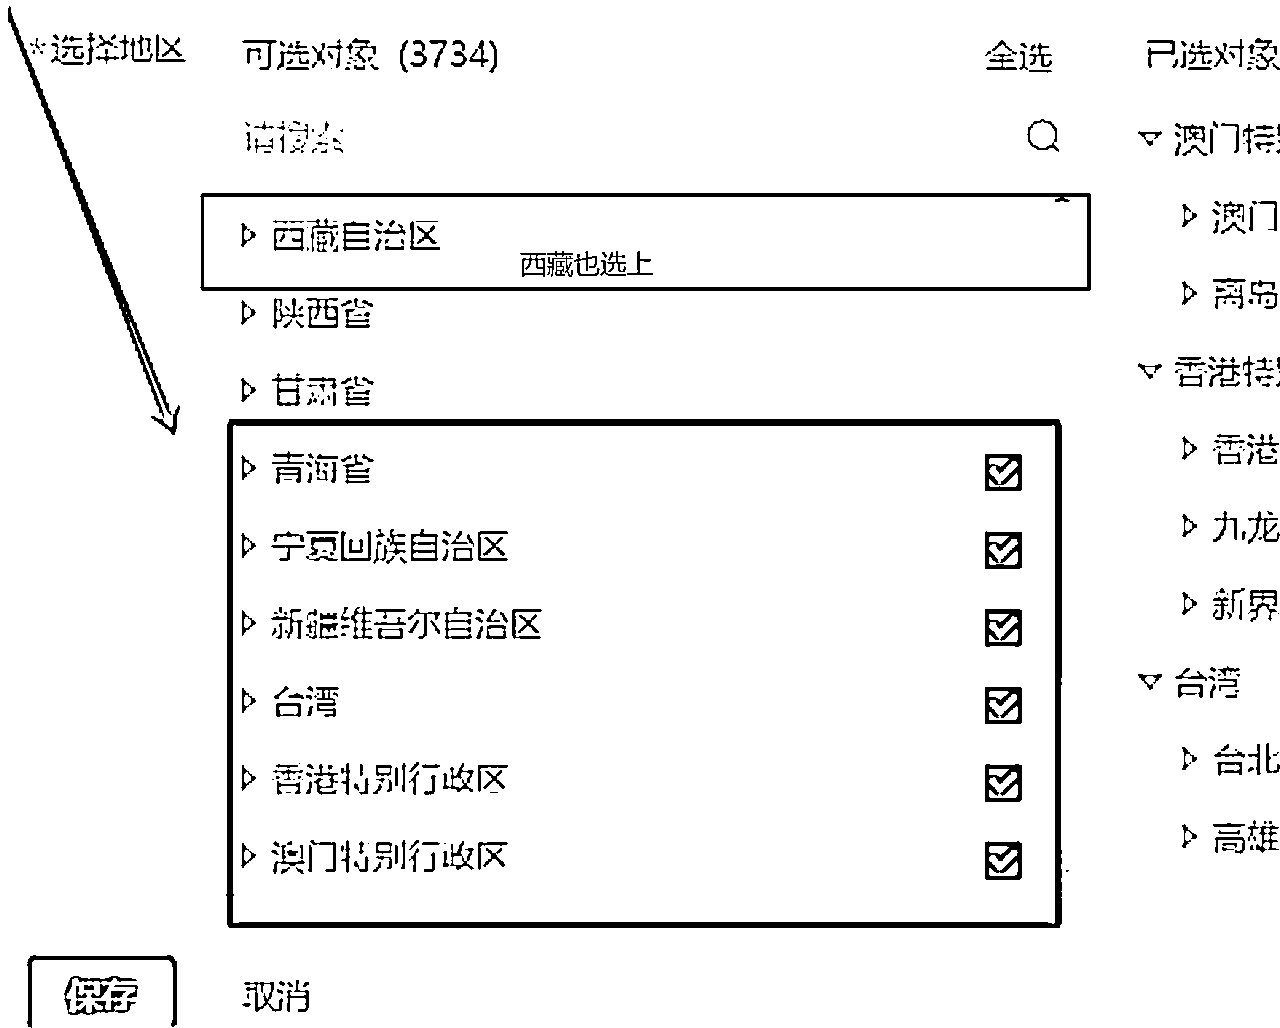 *选择地区
可选对象 (3734)
全选
请搜索
西藏自治区
西藏也选上
陕西省
甘肃省
青海省
宁夏回族自治区
新疆维吾尔自治区
台湾
香港特别行政区
澳门特别行政区
保存
取消
已选对象
澳门特别
澳门
离岛
香港特别
香港
九龙
新界
台湾
台北
高雄